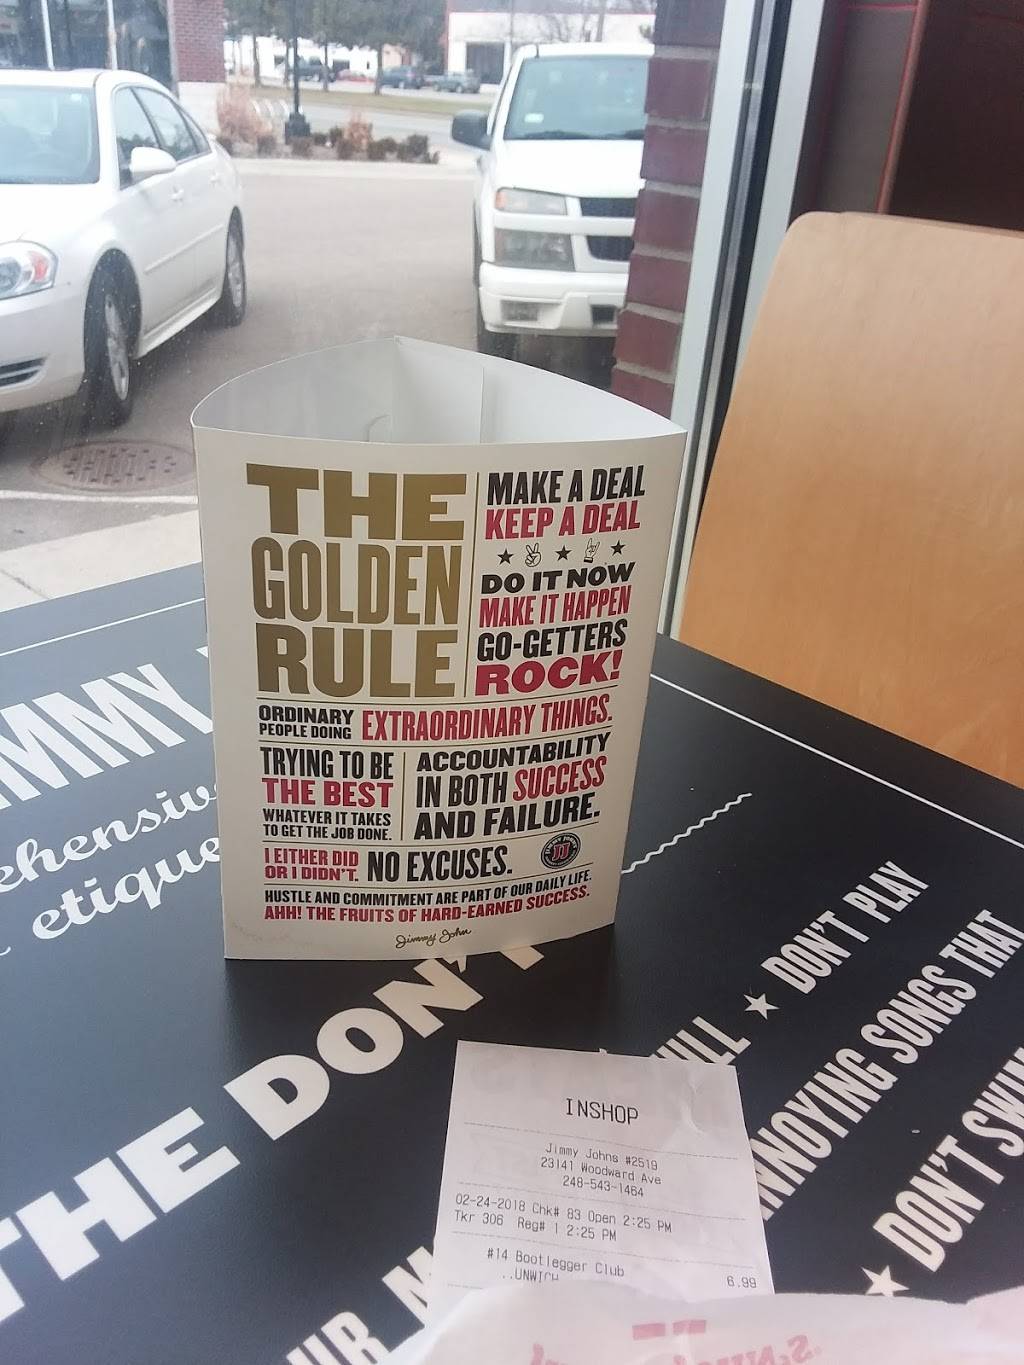 THE
GOLDEN
RULE
MAKE A DEAL
KEEP A DEAL
DO IT NOW
MAKE IT HAPPEN
GO-GETTERS
ROCK!
ORDINARY
PEOPLE DOING
EXTRAORDINARY THINGS.
TRYING TO BE
THE BEST
WHATEVER IT TAKES
TO GET THE JOB DONE.
ACCOUNTABILITY
IN BOTH SUCCESS
AND FAILURE.
I EITHER DID
OR I DIDN'T.
NO EXCUSES.
JJ
HUSTLE AND COMMITMENT ARE PART OF OUR DAILY LIFE.
AHH! THE FRUITS OF HARD-EARNED SUCCESS.
Jimmy John
THE DON'T
DON'T PLAY
SONGS THAT
DON'T
INSHOP
Jimmy Johns #2519
23141 Woodward Ave
248-543-1464
02-24-2018 Chk# 83 Open 2:25 PM
Tkr 306 Reg# 1 2:25 PM
#14 Bootlegger Club 6.99
..UNWICH